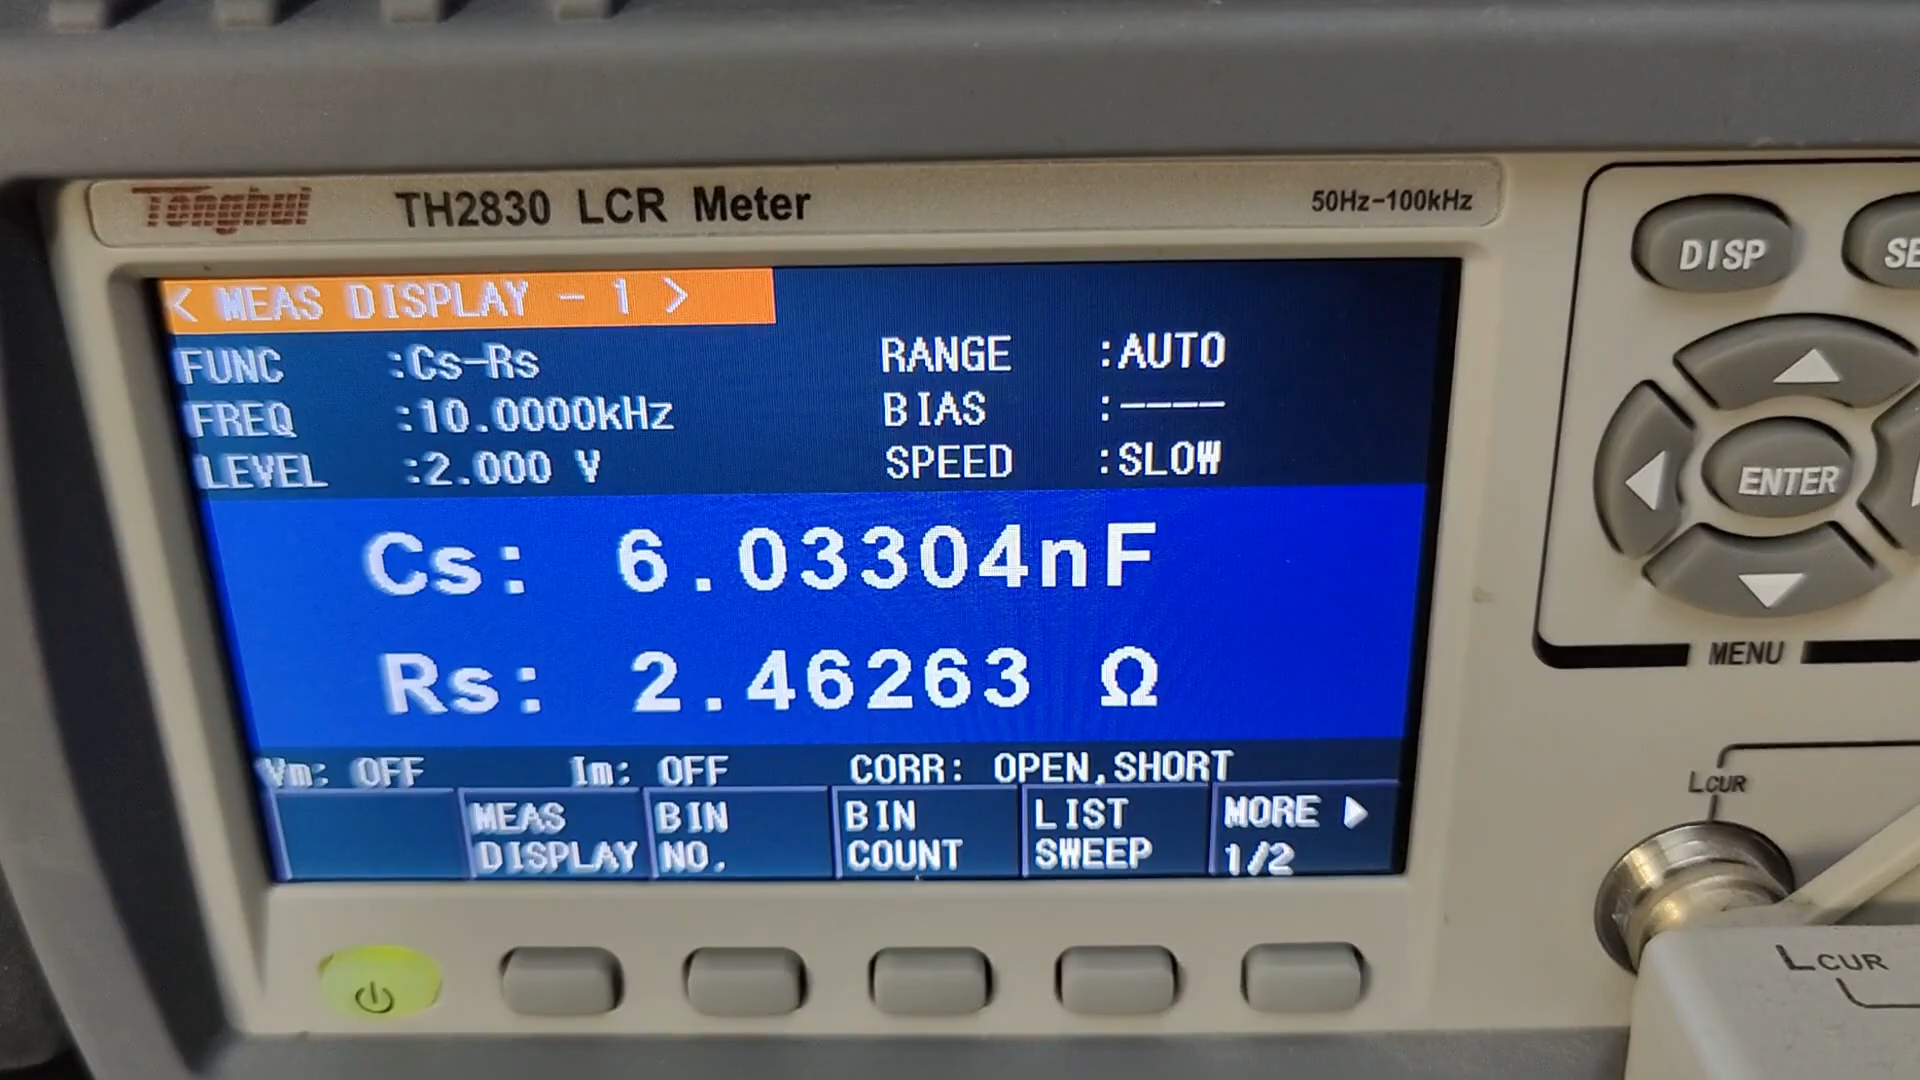 Tonghui TH2830 LCR Meter 50Hz-100kHz
< MEAS DISPLAY - 1 >
FUNC :Cs-Rs RANGE :AUTO
FREQ :10.0000kHz BIAS :----
LEVEL :2.000 V SPEED :SLOW
Cs: 6.03304nF
Rs: 2.46263 Ω
Vm: OFF Im: OFF CORR: OPEN,SHORT
MEAS DISPLAY
BIN NO.
BIN COUNT
LIST SWEEP
MORE ▶ 1/2
DISP
ENTER
MENU
LCUR
LCUR